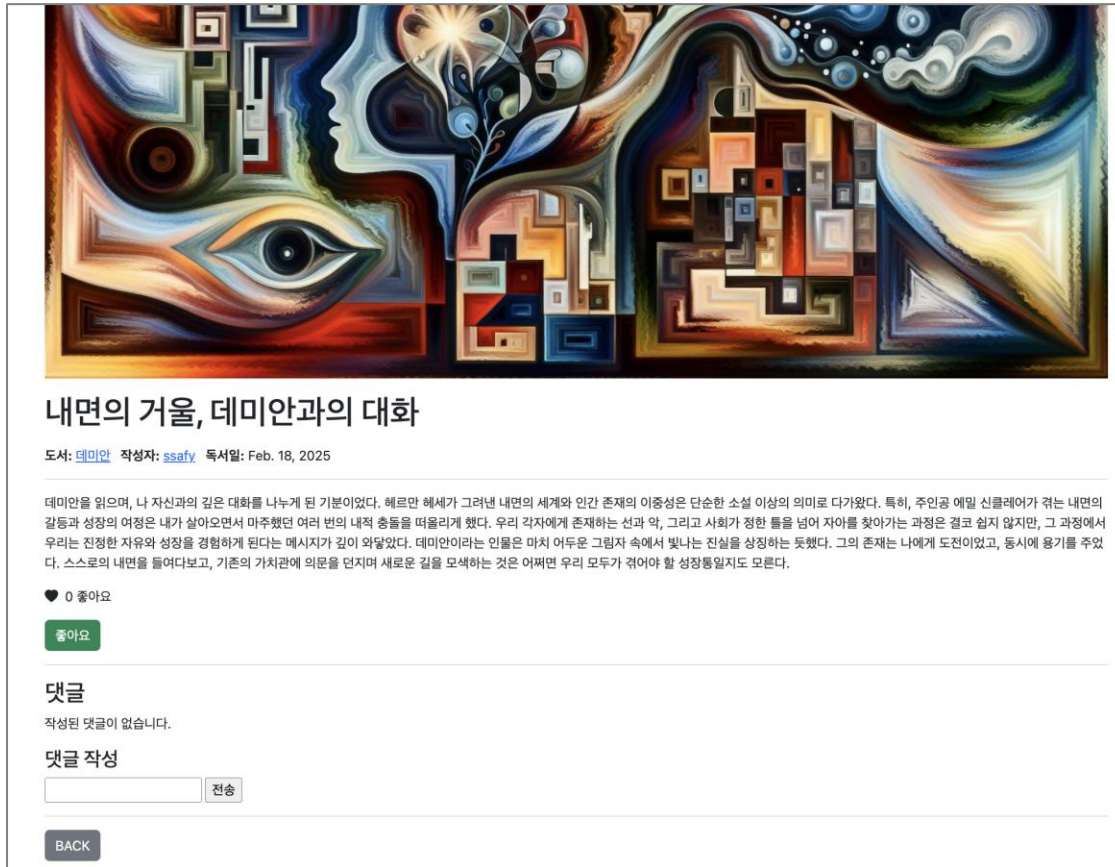 내면의 거울, 데미안과의 대화
도서: 데미안 작성자: ssafy 독서일: Feb. 18, 2025
데미안을 읽으며, 나 자신과의 깊은 대화를 나누게 된 기분이었다. 헤르만 헤세가 그려낸 내면의 세계와 인간 존재의 이중성은 단순한 소설 이상의 의미로 다가왔다. 특히, 주인공 에밀 신클레어가 겪는 내면의
갈등과 성장의 여정은 내가 살아오면서 마주했던 여러 번의 내적 충돌을 떠올리게 했다. 우리 각자에게 존재하는 선과 악, 그리고 사회가 정한 틀을 넘어 자아를 찾아가는 과정은 결코 쉽지 않지만, 그 과정에서
우리는 진정한 자유와 성장을 경험하게 된다는 메시지가 깊이 와닿았다. 데미안이라는 인물은 마치 어두운 그림자 속에서 빛나는 진실을 상징하는 듯했다. 그의 존재는 나에게 도전이었고, 동시에 용기를 주었
다. 스스로의 내면을 들여다보고, 기존의 가치관에 의문을 던지며 새로운 길을 모색하는 것은 어쩌면 우리 모두가 겪어야 할 성장통일지도 모른다.
0 좋아요
좋아요
댓글
작성된 댓글이 없습니다.
댓글 작성
전송
BACK